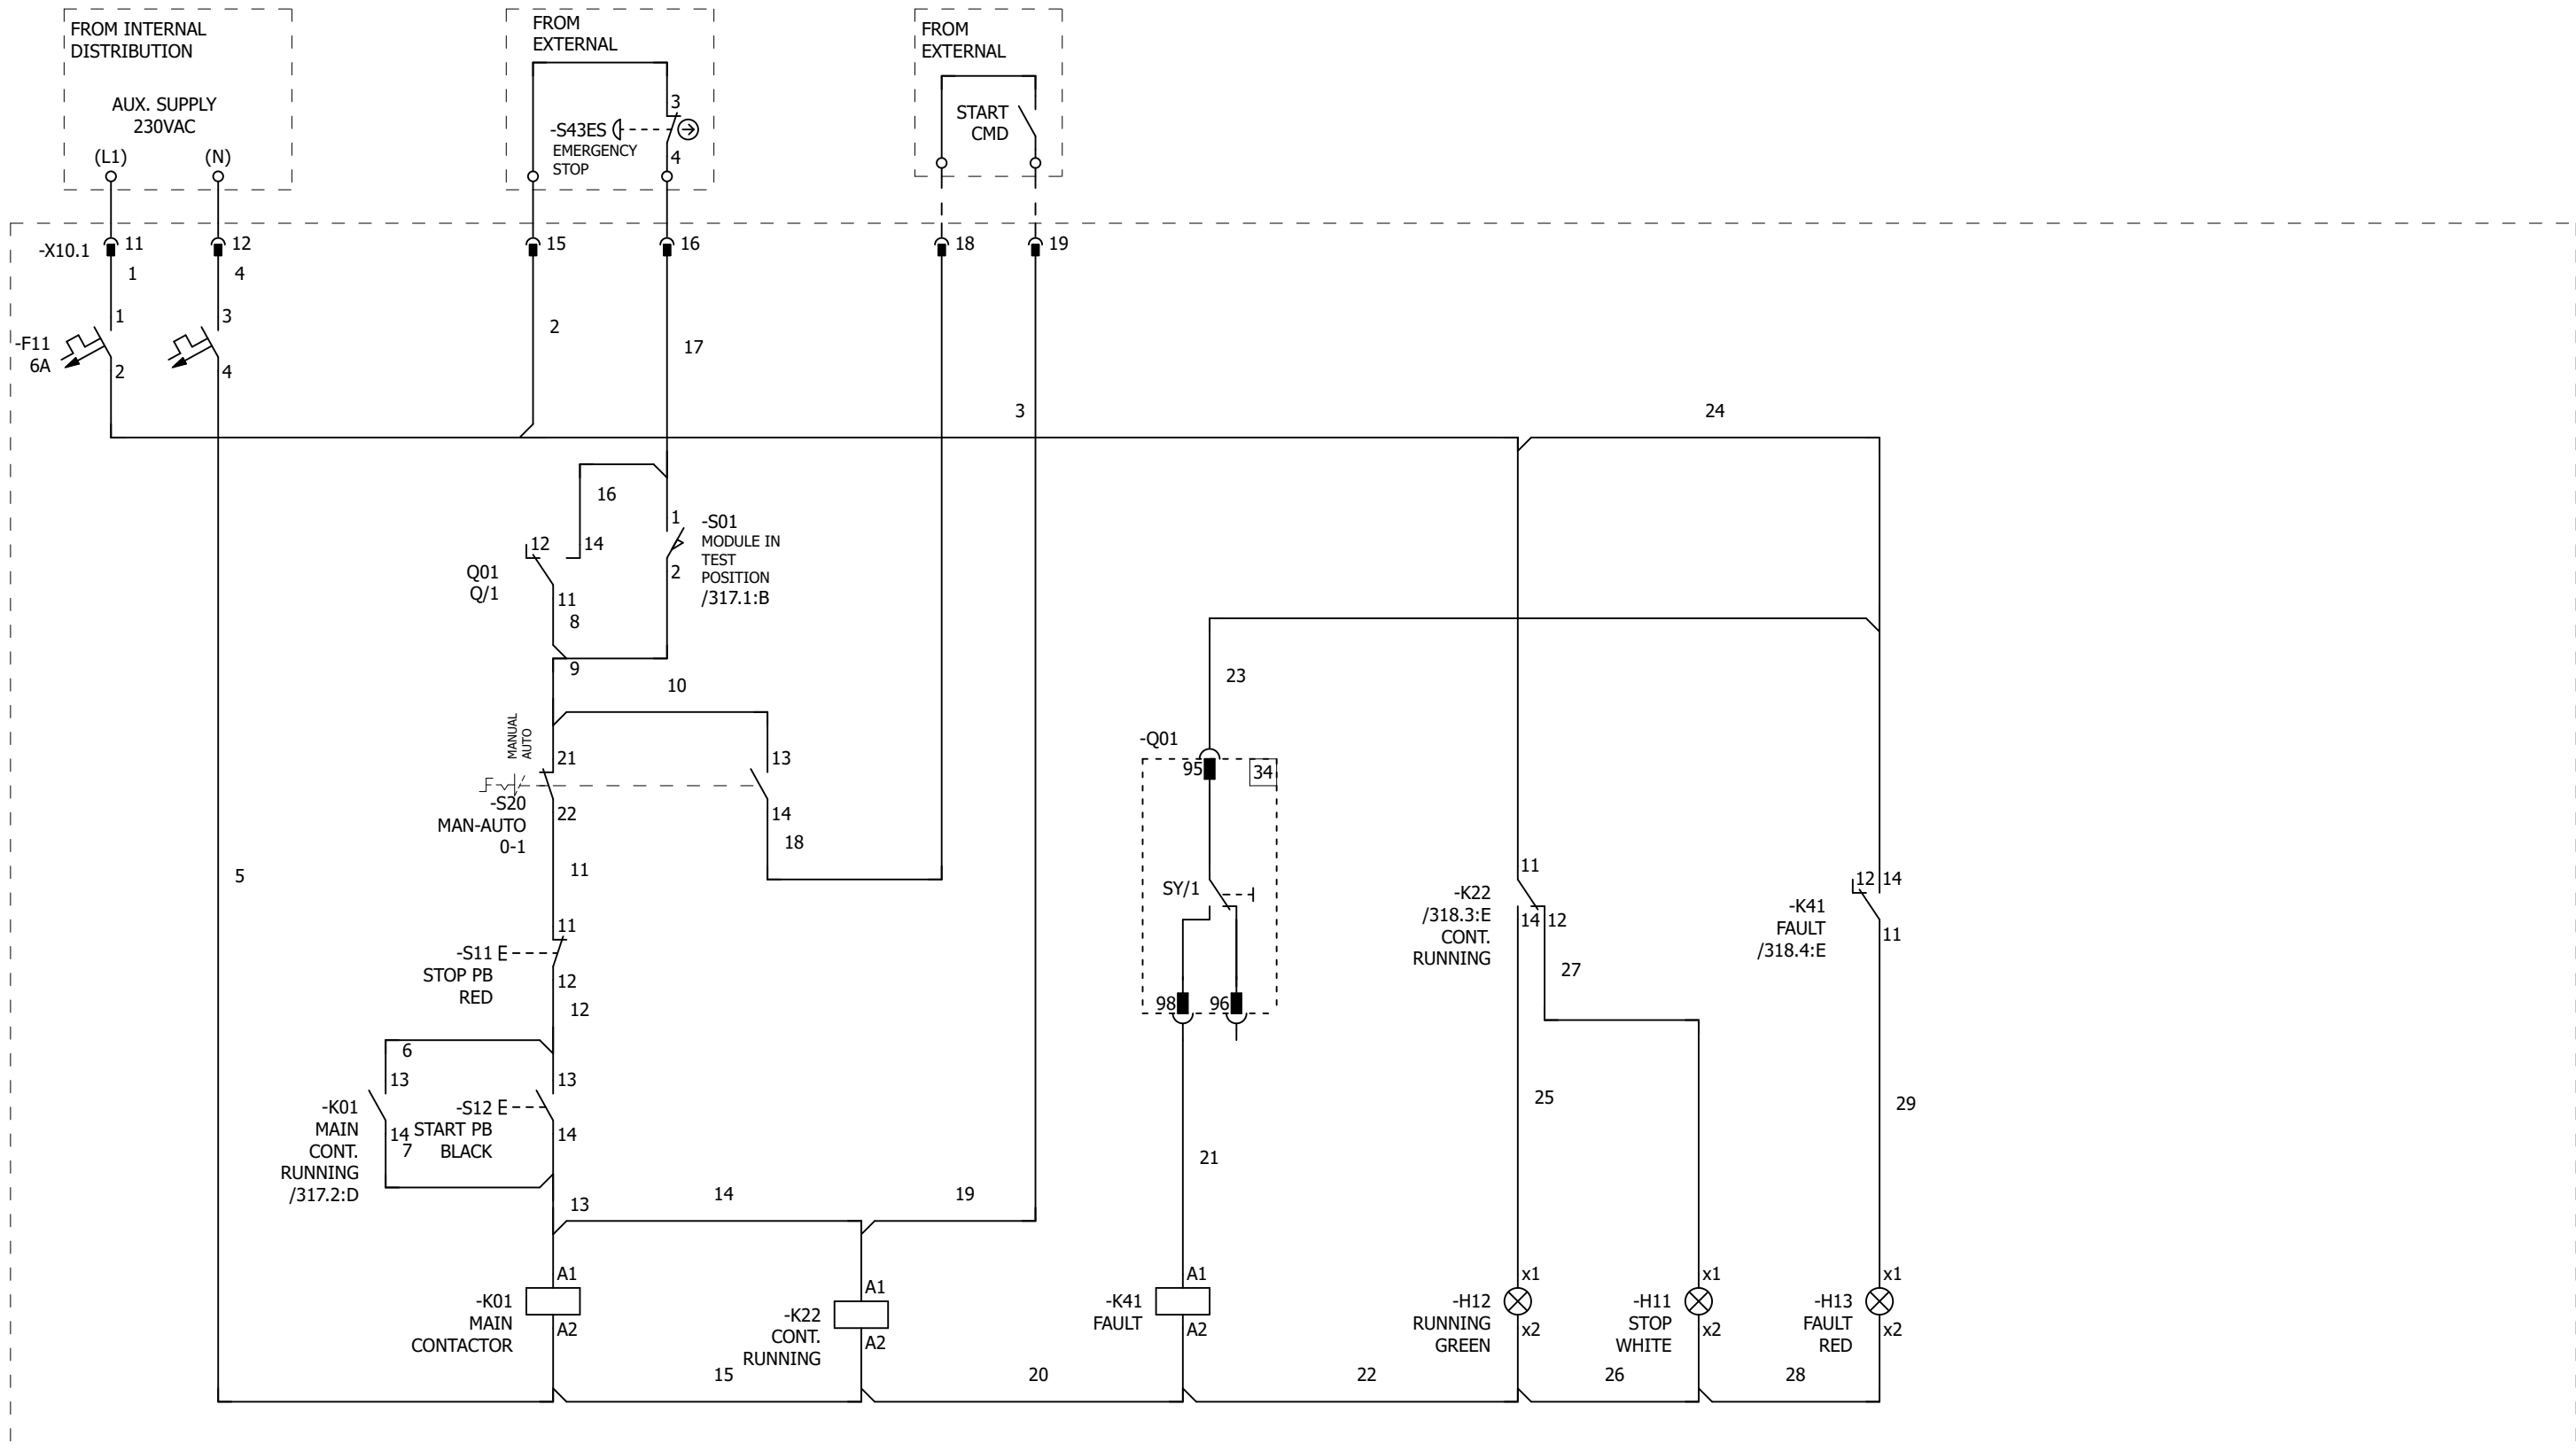 FROM INTERNAL
DISTRIBUTION
AUX. SUPPLY
230VAC
(L1)
(N)
FROM
EXTERNAL
3
-S43ES
EMERGENCY
STOP
4
FROM
EXTERNAL
START
CMD
-X10.1
11
12
15
16
18
19
1
4
1
3
-F11
6A
2
4
2
17
3
24
16
1
-S01
MODULE IN
TEST
POSITION
/317.1:B
2
12
14
Q01
Q/1
11
8
9
10
MANUAL
AUTO
21
13
-S20
MAN-AUTO
0-1
22
14
18
5
11
11
-S11
STOP PB
RED
12
12
6
13
13
-K01
MAIN
CONT.
RUNNING
/317.2:D
14
7
-S12
START PB
BLACK
14
13
14
19
23
-Q01
95
34
SY/1
98
96
21
11
-K22
/318.3:E
CONT.
RUNNING
14
12
27
25
12
14
-K41
FAULT
/318.4:E
11
29
A1
-K01
MAIN
CONTACTOR
A2
A1
-K22
CONT.
RUNNING
A2
A1
-K41
FAULT
A2
x1
-H12
RUNNING
GREEN
x2
x1
-H11
STOP
WHITE
x2
x1
-H13
FAULT
RED
x2
15
20
22
26
28